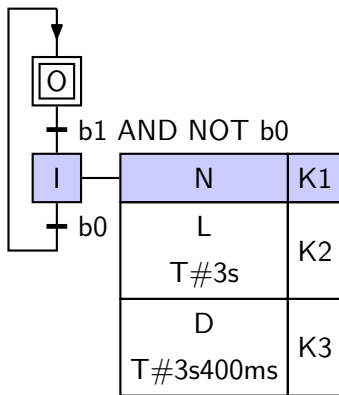 O
b1 AND NOT b0
I N K1
b0 L K2
T#3s
D K3
T#3s400ms